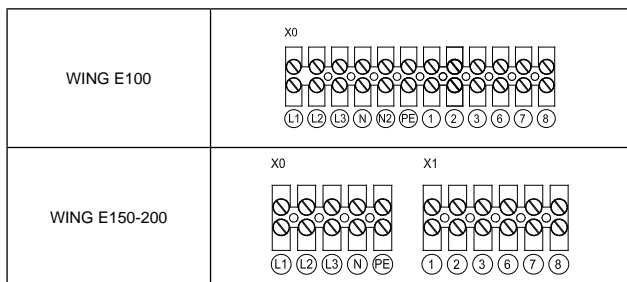 X0
WING E100
L1 L2 L3 N N2 PE 1 2 3 6 7 8
X0 X1
WING E150-200
L1 L2 L3 N PE 1 2 3 6 7 8